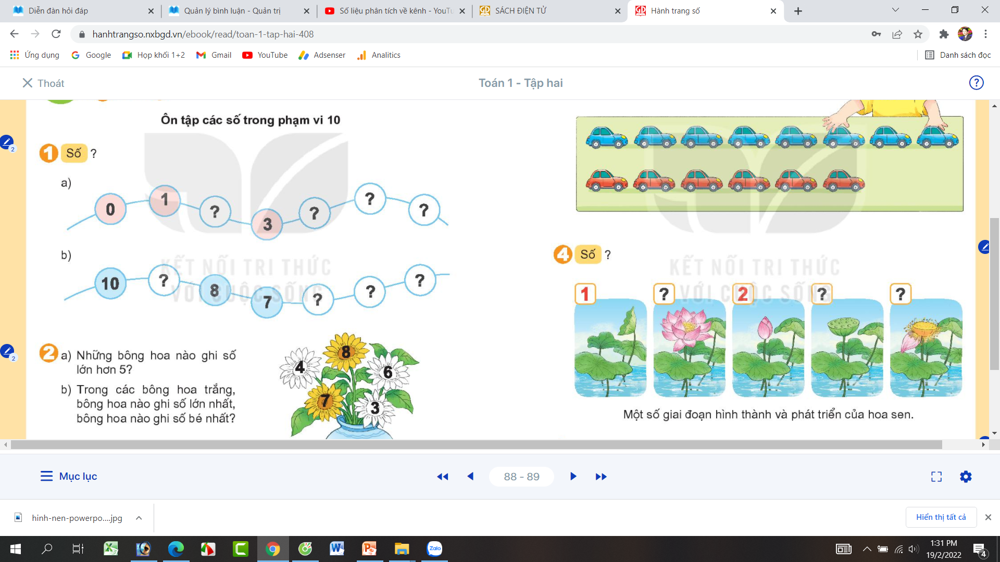 Diễn đàn hỏi đáp
Quản lý bình luận - Quản trị
Số liệu phân tích về kênh - YouTu
SÁCH ĐIỆN TỬ
Hành trang số
hanhtrangso.nxbgd.vn/ebook/read/toan-1-tap-hai-408
Ứng dụng
Google
Họp khối 1+2
Gmail
YouTube
Adsenser
Analitics
Danh sách đọc
Thoát
Toán 1 - Tập hai
?
Ôn tập các số trong phạm vi 10
2
1 Số ?
a)
0 1 ? 3 ? ? ?
b)
10 ? 8 7 ? ? ?
KẾT NỐI TRI THỨC
VỚI CUỘC SỐNG
2
2 a) Những bông hoa nào ghi số
lớn hơn 5?
b) Trong các bông hoa trắng,
bông hoa nào ghi số lớn nhất,
bông hoa nào ghi số bé nhất?
8
4
6
7
3
4 Số ?
KẾT NỐI TRI THỨC
VỚI CUỘC SỐNG
1 ? 2 ? ?
Một số giai đoạn hình thành và phát triển của hoa sen.
Mục lục
88 - 89
hinh-nen-powerpo....jpg
Hiển thị tất cả
Zalo
1:31 PM
19/2/2022
4